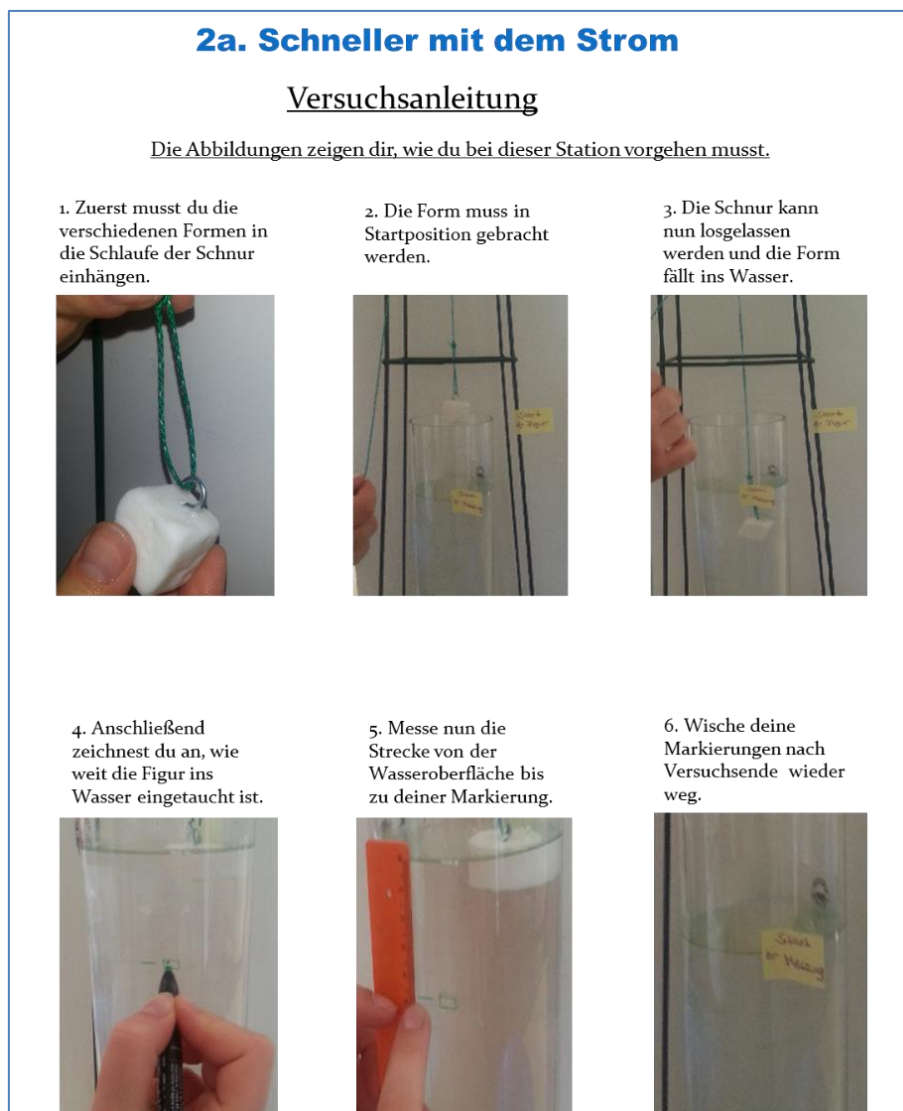 2a. Schneller mit dem Strom
Versuchsanleitung
Die Abbildungen zeigen dir, wie du bei dieser Station vorgehen musst.
1. Zuerst musst du die
verschiedenen Formen in
die Schlaufe der Schnur
einhängen.
2. Die Form muss in
Startposition gebracht
werden.
3. Die Schnur kann
nun losgelassen
werden und die Form
fällt ins Wasser.
4. Anschließend
zeichnest du an, wie
weit die Figur ins
Wasser eingetaucht ist.
5. Messe nun die
Strecke von der
Wasseroberfläche bis
zu deiner Markierung.
6. Wische deine
Markierungen nach
Versuchsende wieder
weg.
Start